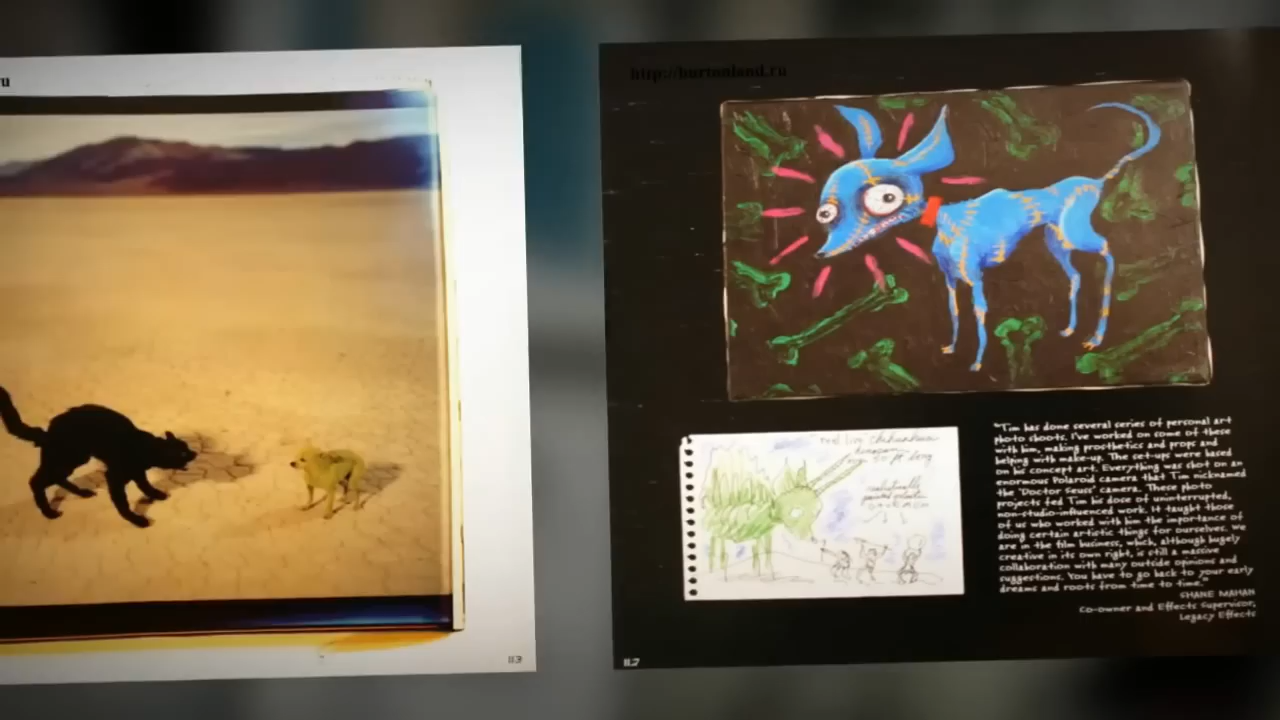 u
113
http://burtonland.ru
"Tim has done several series of personal art
photo shoots. I've worked on some of these
with him, making prosthetics and props and
helping with make-up. The set-ups were based
on his concept art. Everything was shot on an
enormous Polaroid camera that Tim nicknamed
the 'Doctor Seuss' camera. These photo
projects fed Tim his dose of uninterrupted,
non-studio-influenced work. It taught those
of us who worked with him the importance of
doing certain artistic things for ourselves. We
are in the film business, which, although hugely
creative in its own right, is still a massive
collaboration with many outside opinions and
suggestions. You have to go back to your early
dreams and roots from time to time."
SHANE MAHAN
Co-owner and Effects Supervisor,
Legacy Effects
chihuahua
50 ft. long
realistically
117